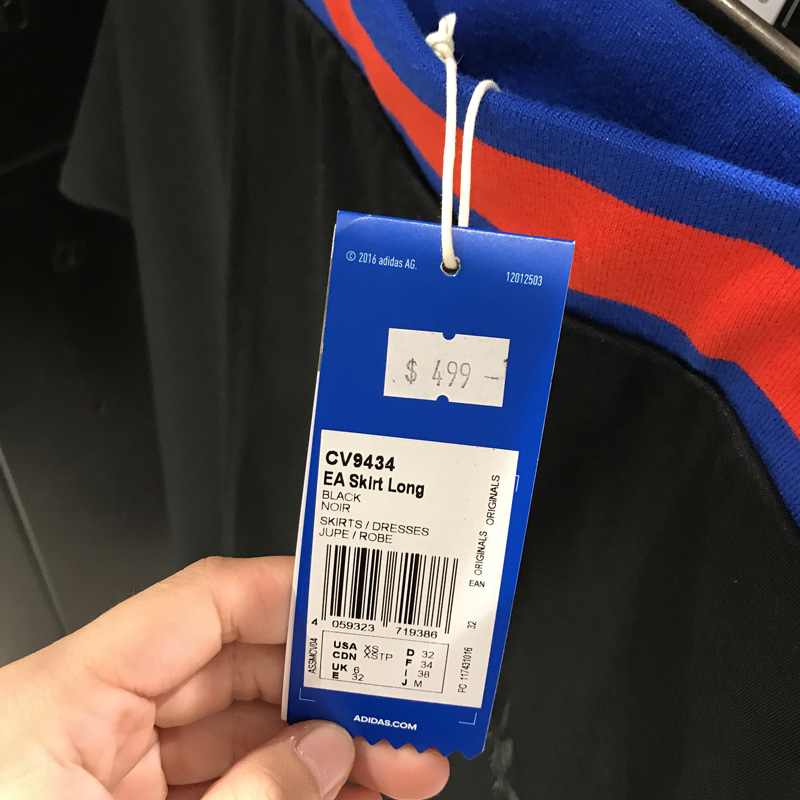 © 2016 adidas AG.
12012503
$ 499 -
CV9434
EA Skirt Long
BLACK
NOIR
SKIRTS / DRESSES
JUPE / ROBE
ORIGINALS ORIGINALS
EAN
4 059323 719386
32
ASSMCV04
PC 117431016
USA XS
CDN XSTP
UK 6
E 32
D 32
F 34
I 38
J M
ADIDAS.COM